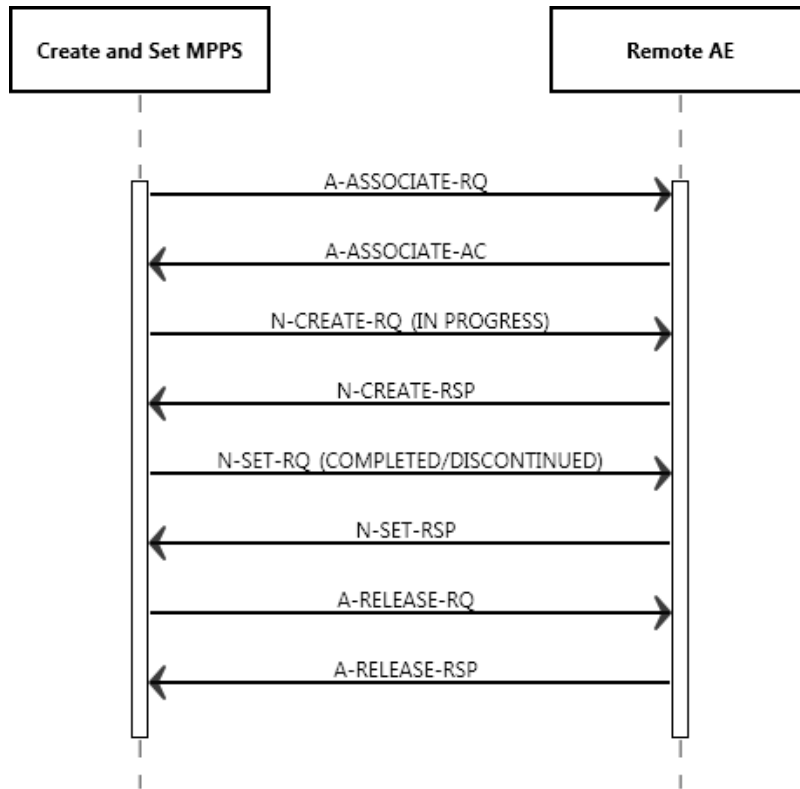 Create and Set MPPS
Remote AE
A-ASSOCIATE-RQ
A-ASSOCIATE-AC
N-CREATE-RQ (IN PROGRESS)
N-CREATE-RSP
N-SET-RQ (COMPLETED/DISCONTINUED)
N-SET-RSP
A-RELEASE-RQ
A-RELEASE-RSP